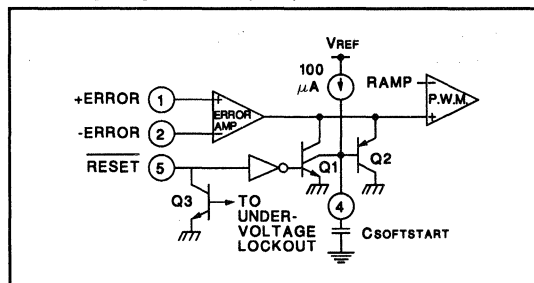 VREF
100
μA
RAMP
P.W.M.
+ERROR 1
ERROR
AMP
-ERROR 2
RESET 5
Q1
Q2
Q3
TO
UNDER-
VOLTAGE
LOCKOUT
4
CSOFTSTART